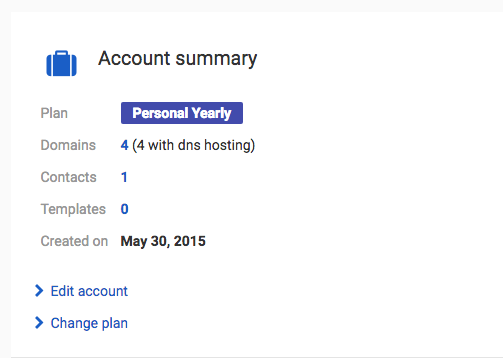 Account summary
Plan Personal Yearly
Domains 4 (4 with dns hosting)
Contacts 1
Templates 0
Created on May 30, 2015
Edit account
Change plan